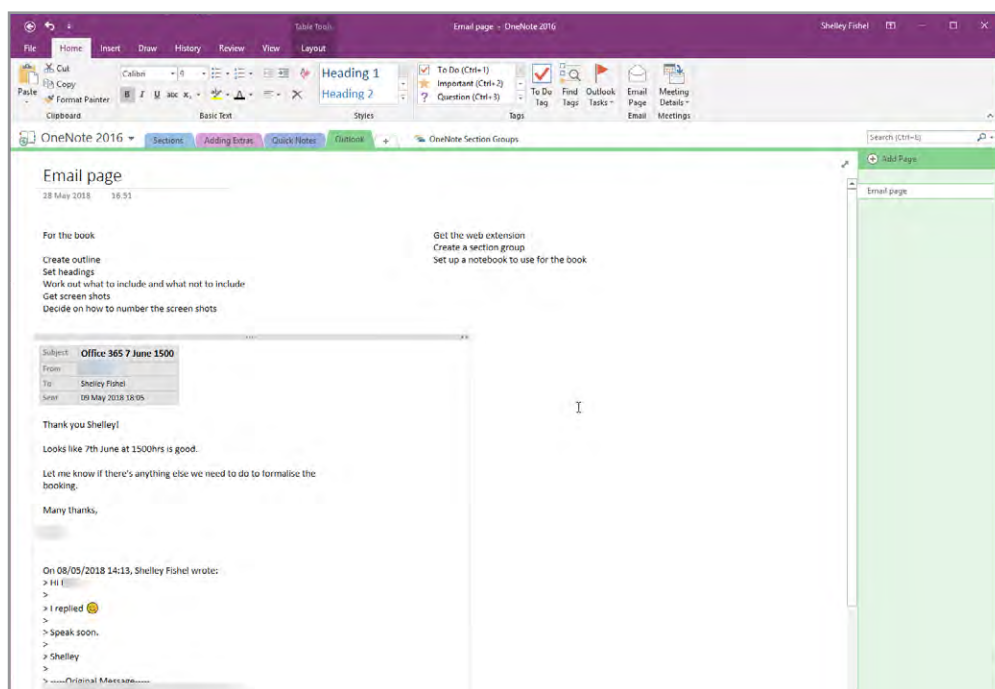 Table Tools
Email page - OneNote 2016
Shelley Fishel
File Home Insert Draw History Review View Layout
Paste
Cut
Copy
Format Painter
Clipboard
Calibri
B I U abc
Basic Text
Heading 1
Heading 2
Styles
To Do (Ctrl+1)
Important (Ctrl+2)
Question (Ctrl+3)
To Do Tag
Find Tags
Outlook Tasks
Tags
Email Page
Email
Meeting Details
Meetings
OneNote 2016
Sections
Adding Extras
Quick Notes
Outlook
OneNote Section Groups
Search (Ctrl+E)
Add Page
Email page
Email page
28 May 2018 16:51
For the book
Create outline
Set headings
Work out what to include and what not to include
Get screen shots
Decide on how to number the screen shots
Get the web extension
Create a section group
Set up a notebook to use for the book
Subject Office 365 7 June 1500
From
To Shelley Fishel
Sent 09 May 2018 18:05
Thank you Shelley!
Looks like 7th June at 1500hrs is good.
Let me know if there's anything else we need to do to formalise the
booking.
Many thanks,
On 08/05/2018 14:13, Shelley Fishel wrote:
> Hi
>
> I replied
>
> Speak soon.
>
> Shelley
>
> -----Original Message-----